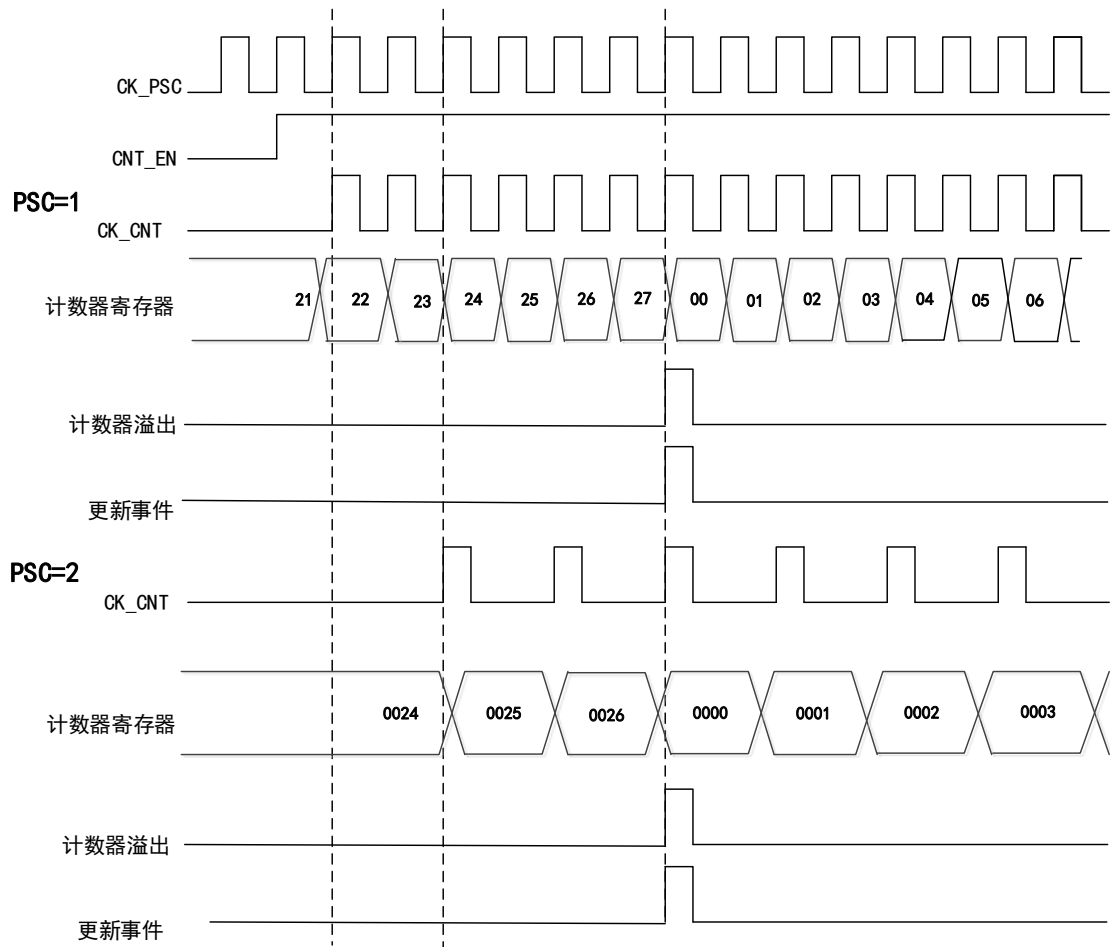 CK_PSC
CNT_EN
PSC=1
CK_CNT
计数器寄存器 21 22 23 24 25 26 27 00 01 02 03 04 05 06
计数器溢出
更新事件
PSC=2
CK_CNT
计数器寄存器 0024 0025 0026 0000 0001 0002 0003
计数器溢出
更新事件